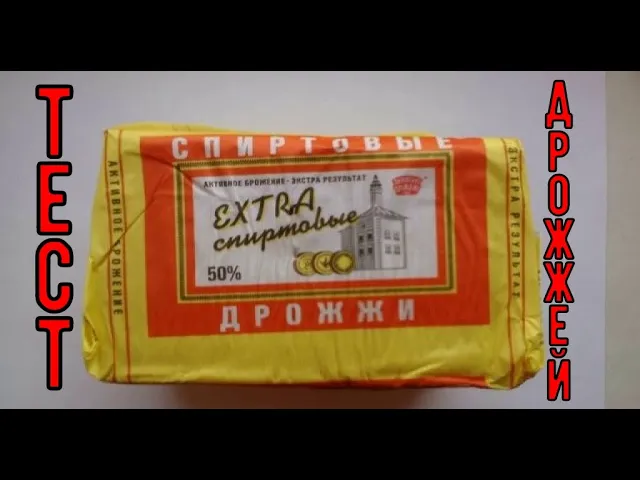 ТЕСТ
ДРОЖЖЕЙ
СПИРТОВЫЕ
АКТИВНОЕ БРОЖЕНИЕ - ЭКСТРА РЕЗУЛЬТАТ
EXTRA
спиртовые
50%
ДРОЖЖИ
АКТИВНОЕ БРОЖЕНИЕ
ЭКСТРА РЕЗУЛЬТАТ